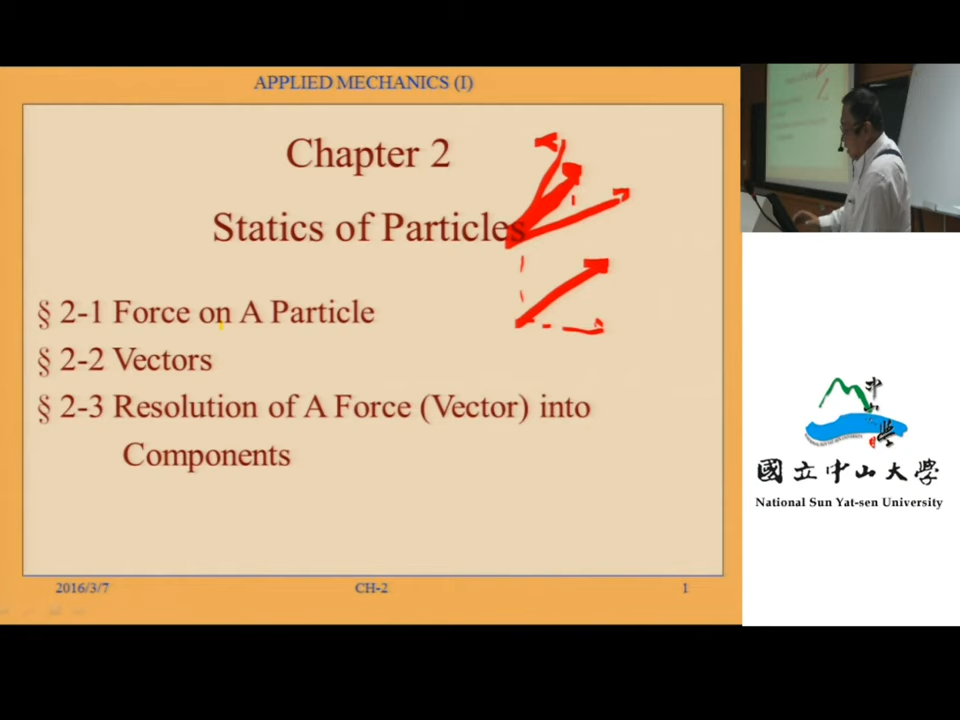 APPLIED MECHANICS (I)
Chapter 2
Statics of Particles
§ 2-1 Force on A Particle
§ 2-2 Vectors
§ 2-3 Resolution of A Force (Vector) into
Components
2016/3/7
CH-2
1
國立中山大學
National Sun Yat-sen University